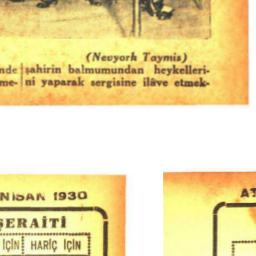 (Nevyork Taymis)
nde şahirin balmumundan heykelleri-
me- ni yaparak sergisine ilâve etmek-
NİSAN 1930
ŞERAİTİ
İÇİN HARİÇ İÇİN